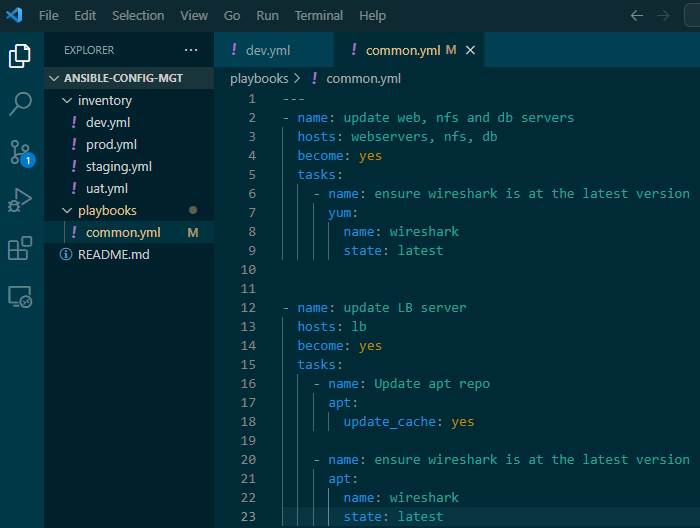 File Edit Selection View Go Run Terminal Help
EXPLORER ...
ANSIBLE-CONFIG-MGT
inventory
! dev.yml
! prod.yml
! staging.yml
! uat.yml
playbooks
! common.yml M
README.md
1
! dev.yml
! common.yml M
playbooks > ! common.yml
1 ---
2 - name: update web, nfs and db servers
3 hosts: webservers, nfs, db
4 become: yes
5 tasks:
6 - name: ensure wireshark is at the latest version
7 yum:
8 name: wireshark
9 state: latest
10
11
12 - name: update LB server
13 hosts: lb
14 become: yes
15 tasks:
16 - name: Update apt repo
17 apt:
18 update_cache: yes
19
20 - name: ensure wireshark is at the latest version
21 apt:
22 name: wireshark
23 state: latest